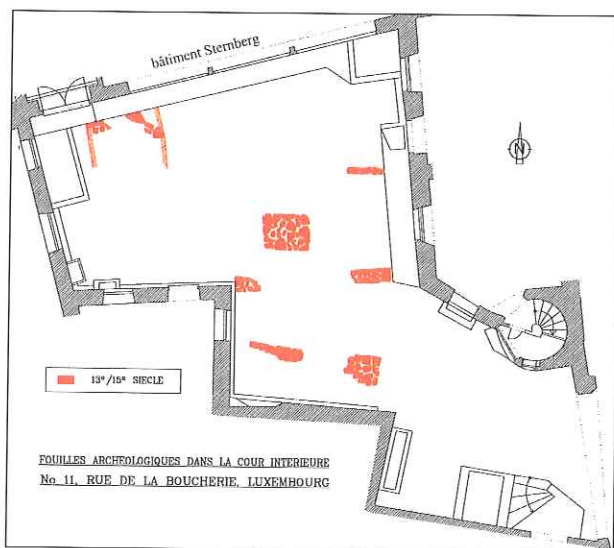 bâtiment Sternberg
N
13ᵉ/15ᵉ SIECLE
FOUILLES ARCHEOLOGIQUES DANS LA COUR INTERIEURE
No 11, RUE DE LA BOUCHERIE, LUXEMBOURG